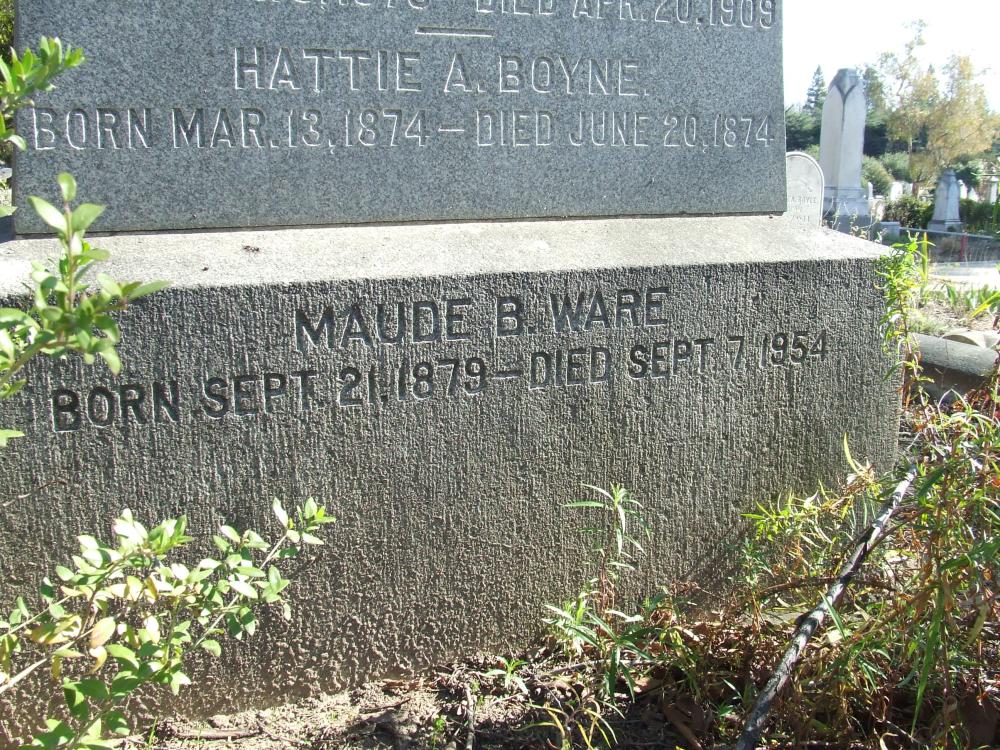 DIED APR. 20, 1909
HATTIE A. BOYNE.
BORN MAR. 13, 1874 – DIED JUNE 20, 1874
MAUDE B. WARE
BORN SEPT. 21, 1879 – DIED SEPT. 7, 1954